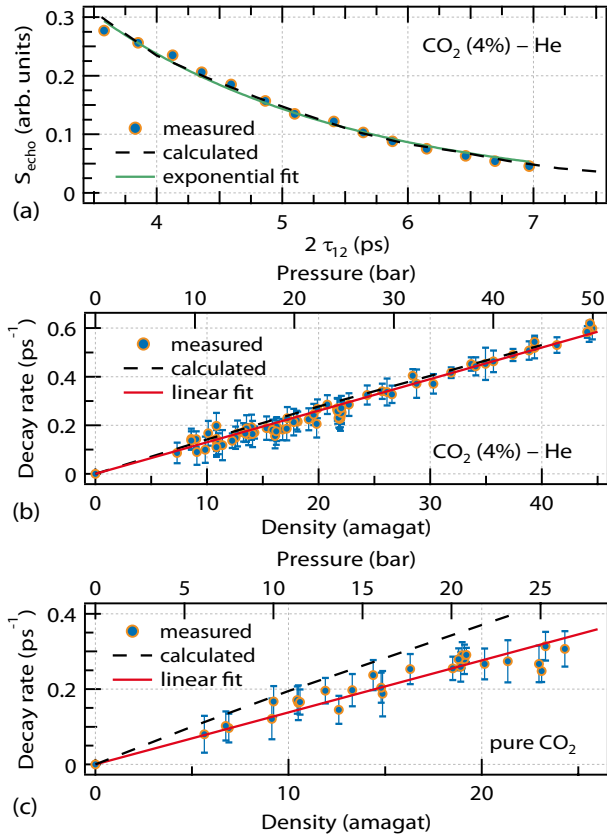 0.3
0.2
0.1
0
S_echo (arb. units)
CO₂ (4%) – He
measured
calculated
exponential fit
4 5 6 7
2 τ₁₂ (ps)
(a)
Pressure (bar)
0 10 20 30 40 50
0.6
0.4
0.2
0
Decay rate (ps⁻¹)
measured
calculated
linear fit
CO₂ (4%) – He
0 10 20 30 40
Density (amagat)
(b)
Pressure (bar)
0 5 10 15 20 25
0.4
0.2
0
Decay rate (ps⁻¹)
measured
calculated
linear fit
pure CO₂
0 10 20
Density (amagat)
(c)